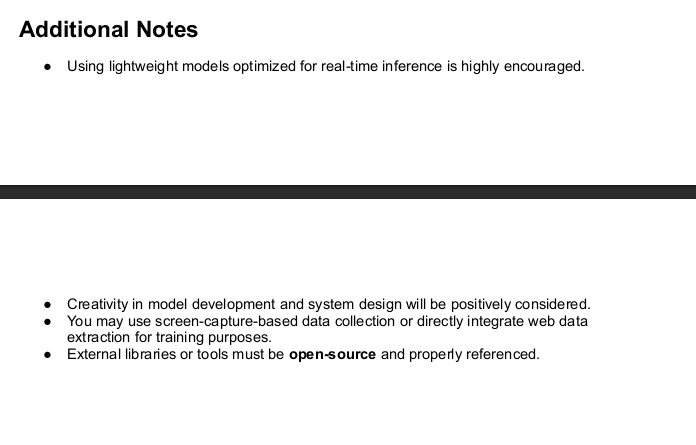 Additional Notes
● Using lightweight models optimized for real-time inference is highly encouraged.
● Creativity in model development and system design will be positively considered.
● You may use screen-capture-based data collection or directly integrate web data
extraction for training purposes.
● External libraries or tools must be open-source and properly referenced.